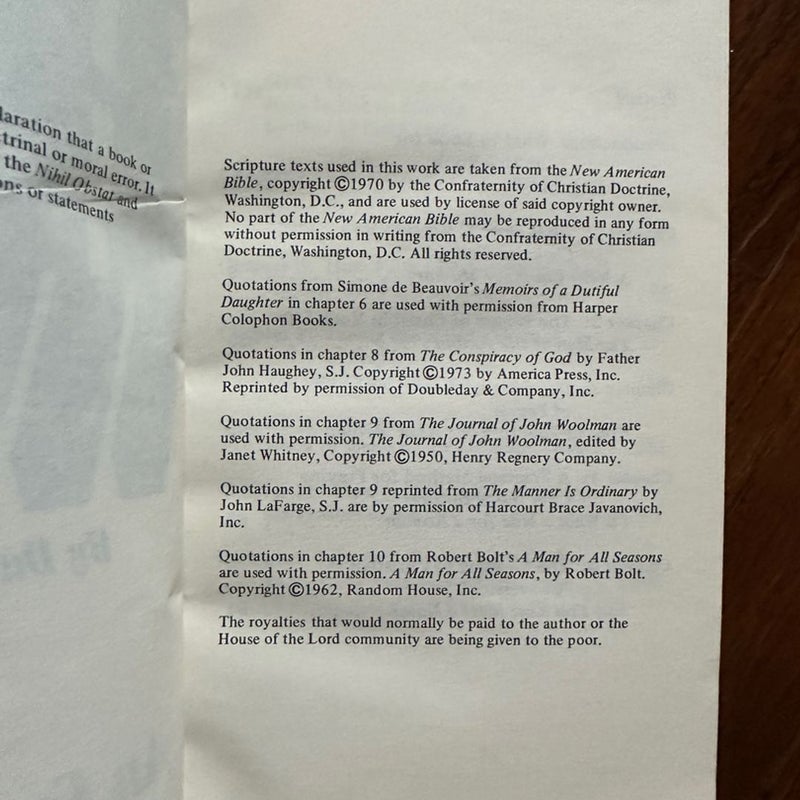 laration that a book or
trinal or moral error. It
the Nihil Obstat and
ons or statements
Scripture texts used in this work are taken from the New American
Bible, copyright ©1970 by the Confraternity of Christian Doctrine,
Washington, D.C., and are used by license of said copyright owner.
No part of the New American Bible may be reproduced in any form
without permission in writing from the Confraternity of Christian
Doctrine, Washington, D.C. All rights reserved.
Quotations from Simone de Beauvoir's Memoirs of a Dutiful
Daughter in chapter 6 are used with permission from Harper
Colophon Books.
Quotations in chapter 8 from The Conspiracy of God by Father
John Haughey, S.J. Copyright ©1973 by America Press, Inc.
Reprinted by permission of Doubleday & Company, Inc.
Quotations in chapter 9 from The Journal of John Woolman are
used with permission. The Journal of John Woolman, edited by
Janet Whitney, Copyright ©1950, Henry Regnery Company.
Quotations in chapter 9 reprinted from The Manner Is Ordinary by
John LaFarge, S.J. are by permission of Harcourt Brace Javanovich,
Inc.
Quotations in chapter 10 from Robert Bolt's A Man for All Seasons
are used with permission. A Man for All Seasons, by Robert Bolt.
Copyright ©1962, Random House, Inc.
The royalties that would normally be paid to the author or the
House of the Lord community are being given to the poor.